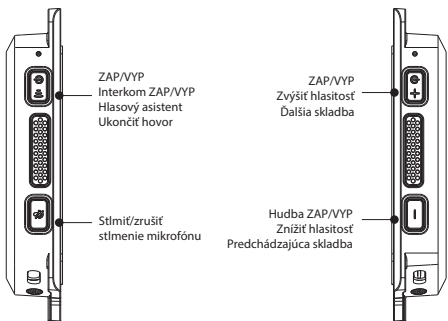 ZAP/VYP
Interkom ZAP/VYP
Hlasový asistent
Ukončiť hovor
Stlmiť/zrušiť
stlmenie mikrofónu
ZAP/VYP
Zvýšiť hlasitosť
Ďalšia skladba
Hudba ZAP/VYP
Znížiť hlasitosť
Predchádzajúca skladba